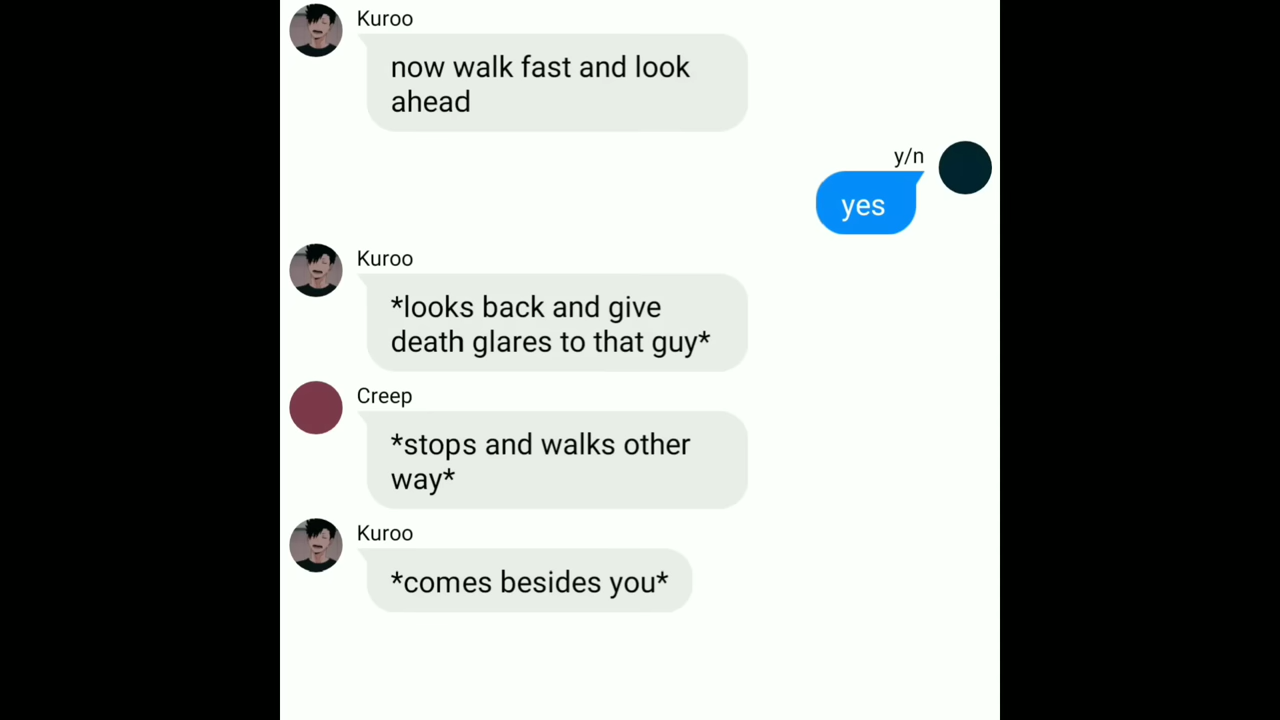 Kuroo
now walk fast and look
ahead
y/n
yes
Kuroo
*looks back and give
death glares to that guy*
Creep
*stops and walks other
way*
Kuroo
*comes besides you*